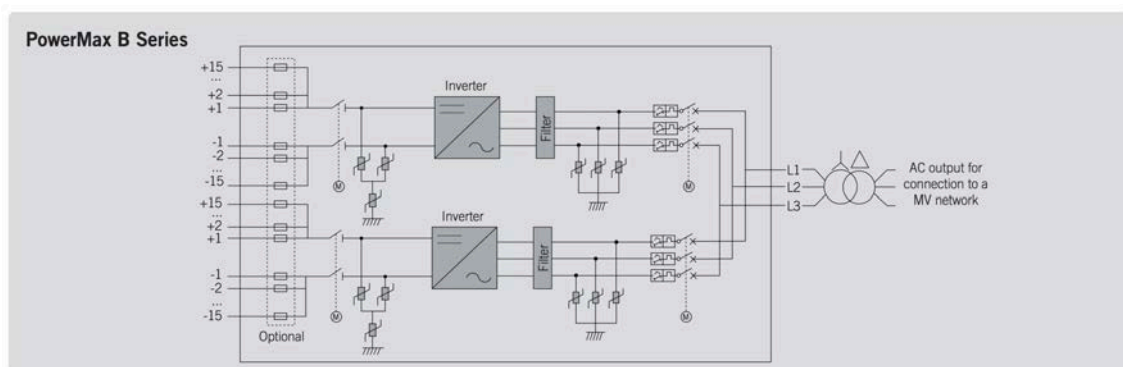 PowerMax B Series
+15
...
+2
+1
-1
-2
...
-15
+15
...
+2
+1
-1
-2
...
-15
Optional
M
Inverter
Filter
M
M
Inverter
Filter
M
L1
L2
L3
AC output for
connection to a
MV network